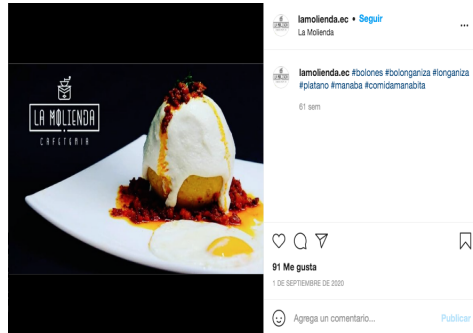 LA MOLIENDA
CAFETERIA
lamolienda.ec • Seguir
La Molienda
lamolienda.ec #bolones #bolonganiza #longaniza
#platano #manaba #comidamanabita
61 sem
91 Me gusta
1 DE SEPTIEMBRE DE 2020
Agrega un comentario...
Publicar